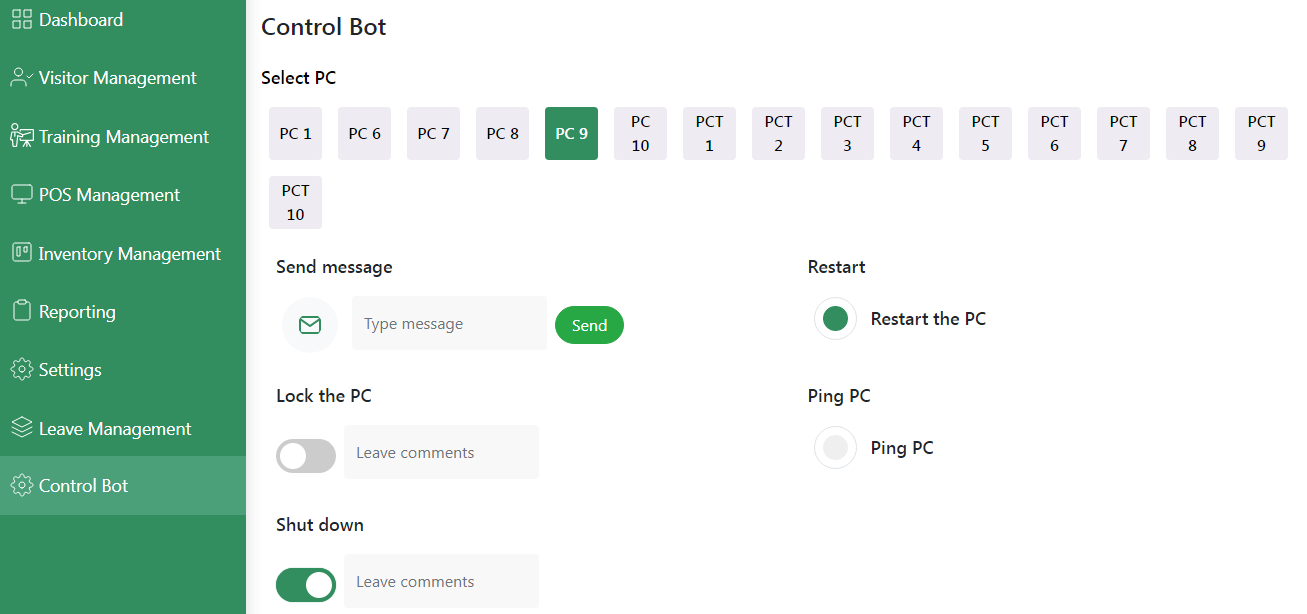 Dashboard
Visitor Management
Training Management
POS Management
Inventory Management
Reporting
Settings
Leave Management
Control Bot
Control Bot
Select PC
PC 1
PC 6
PC 7
PC 8
PC 9
PC
10
PCT
1
PCT
2
PCT
3
PCT
4
PCT
5
PCT
6
PCT
7
PCT
8
PCT
9
PCT
10
Send message
Type message
Send
Restart
Restart the PC
Lock the PC
Leave comments
Ping PC
Ping PC
Shut down
Leave comments